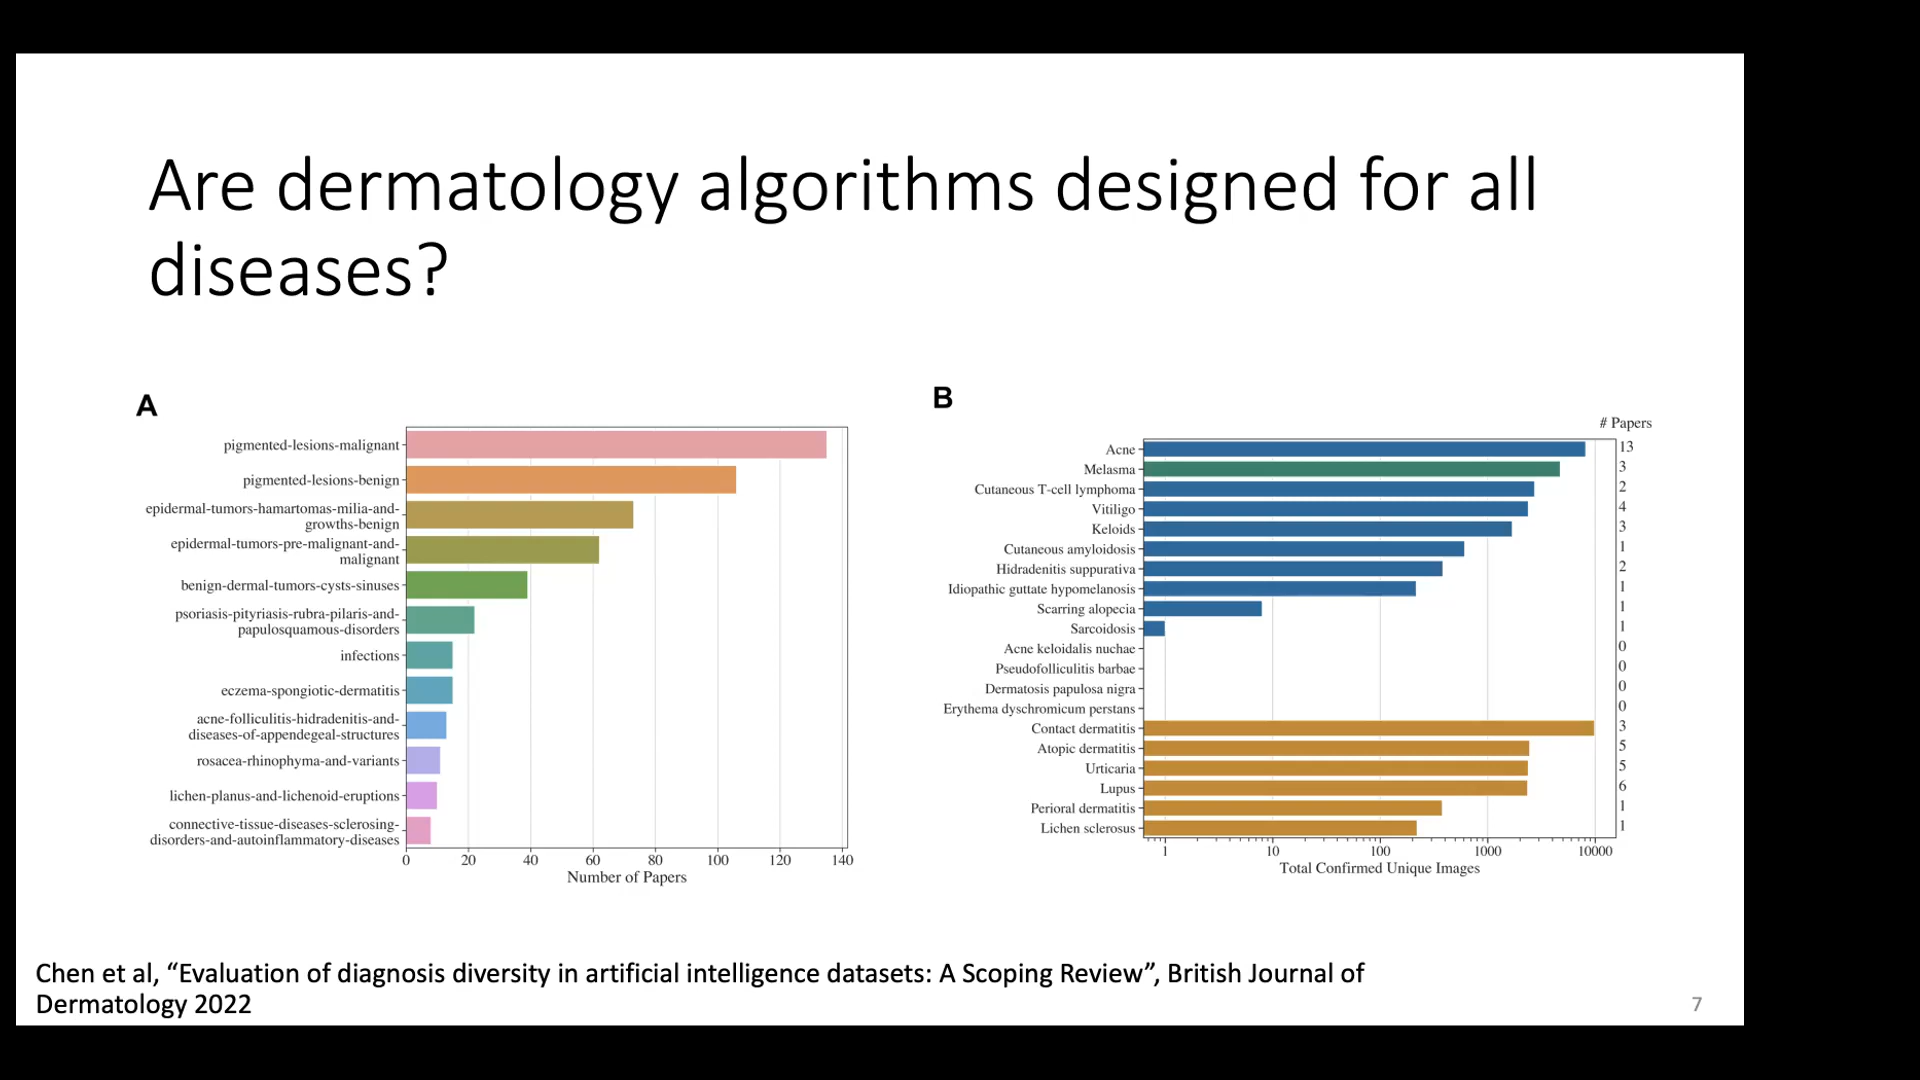 Are dermatology algorithms designed for all
diseases?
A
pigmented-lesions-malignant
pigmented-lesions-benign
epidermal-tumors-hamartomas-milia-and-
growths-benign
epidermal-tumors-pre-malignant-and-
malignant
benign-dermal-tumors-cysts-sinuses
psoriasis-pityriasis-rubra-pilaris-and-
papulosquamous-disorders
infections
eczema-spongiotic-dermatitis
acne-folliculitis-hidradenitis-and-
diseases-of-appendegeal-structures
rosacea-rhinophyma-and-variants
lichen-planus-and-lichenoid-eruptions
connective-tissue-diseases-sclerosing-
disorders-and-autoinflammatory-diseases
0 20 40 60 80 100 120 140
Number of Papers
B
# Papers
Acne 13
Melasma 3
Cutaneous T-cell lymphoma 2
Vitiligo 4
Keloids 3
Cutaneous amyloidosis 1
Hidradenitis suppurativa 2
Idiopathic guttate hypomelanosis 1
Scarring alopecia 1
Sarcoidosis 1
Acne keloidalis nuchae 0
Pseudofolliculitis barbae 0
Dermatosis papulosa nigra 0
Erythema dyschromicum perstans 0
Contact dermatitis 3
Atopic dermatitis 5
Urticaria 5
Lupus 6
Perioral dermatitis 1
Lichen sclerosus 1
1 10 100 1000 10000
Total Confirmed Unique Images
Chen et al, “Evaluation of diagnosis diversity in artificial intelligence datasets: A Scoping Review”, British Journal of
Dermatology 2022
7